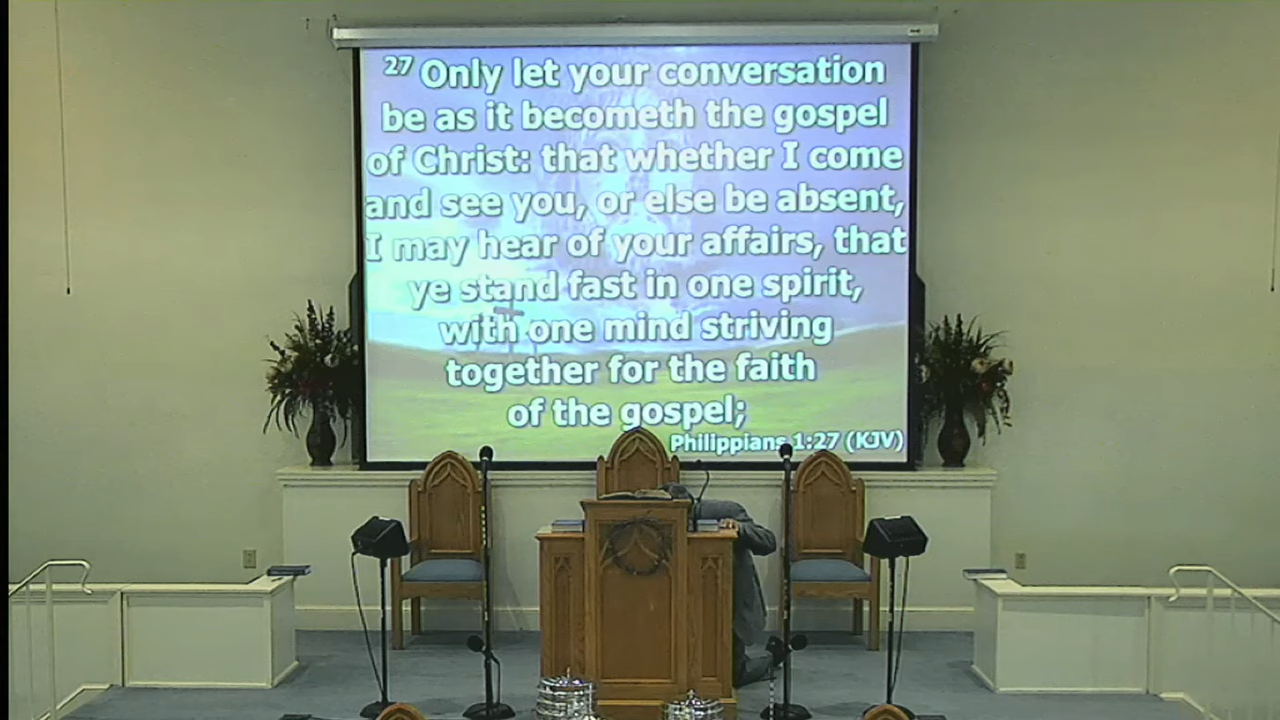 27 Only let your conversation
be as it becometh the gospel
of Christ: that whether I come
and see you, or else be absent,
I may hear of your affairs, that
ye stand fast in one spirit,
with one mind striving
together for the faith
of the gospel;
Philippians 1:27 (KJV)